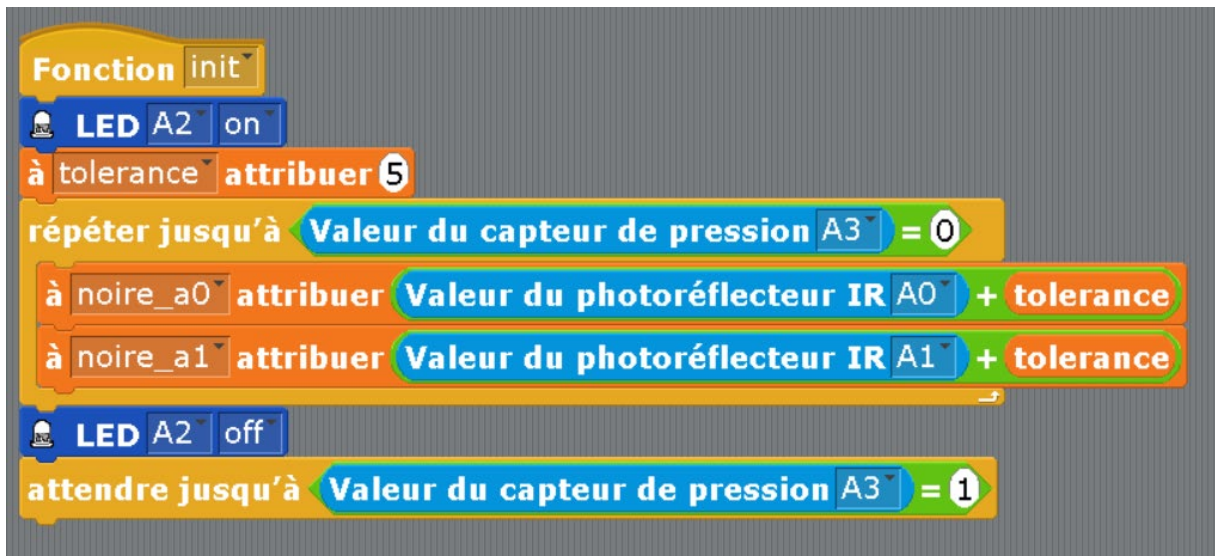 Fonction init
LED A2 on
à tolerance attribuer 5
répéter jusqu’à Valeur du capteur de pression A3 = 0
à noire_a0 attribuer Valeur du photoréflecteur IR A0 + tolerance
à noire_a1 attribuer Valeur du photoréflecteur IR A1 + tolerance
LED A2 off
attendre jusqu’à Valeur du capteur de pression A3 = 1